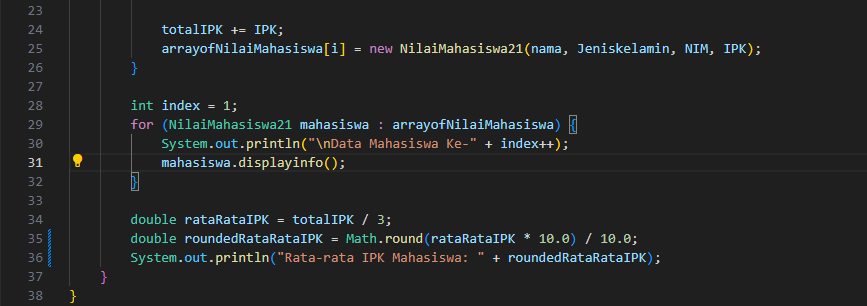 23
24 totalIPK += IPK;
25 arrayofNilaiMahasiswa[i] = new NilaiMahasiswa21(nama, Jeniskelamin, NIM, IPK);
26 }
27
28 int index = 1;
29 for (NilaiMahasiswa21 mahasiswa : arrayofNilaiMahasiswa) {
30 System.out.println("\nData Mahasiswa Ke-" + index++);
31 mahasiswa.displayinfo();
32 }
33
34 double rataRataIPK = totalIPK / 3;
35 double roundedRataRataIPK = Math.round(rataRataIPK * 10.0) / 10.0;
36 System.out.println("Rata-rata IPK Mahasiswa: " + roundedRataRataIPK);
37 }
38 }